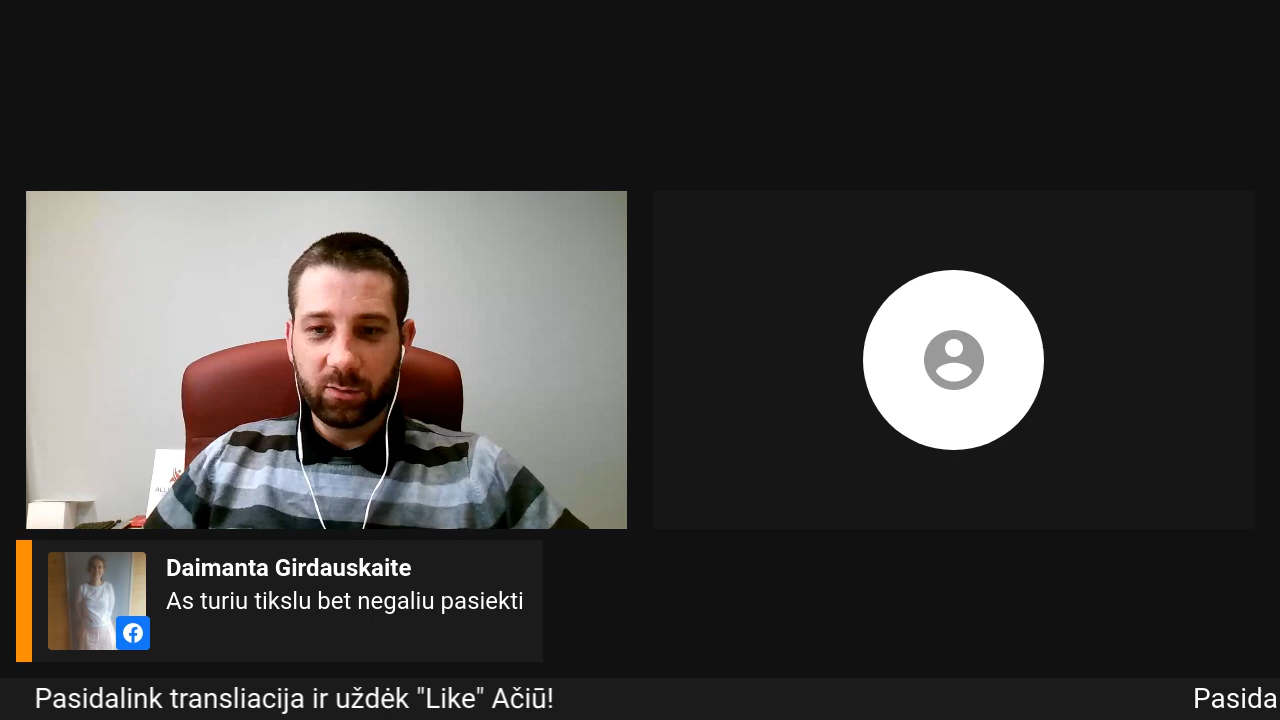 Daimanta Girdauskaite
As turiu tikslu bet negaliu pasiekti
Pasidalink transliacija ir uždėk "Like" Ačiū!
Pasida